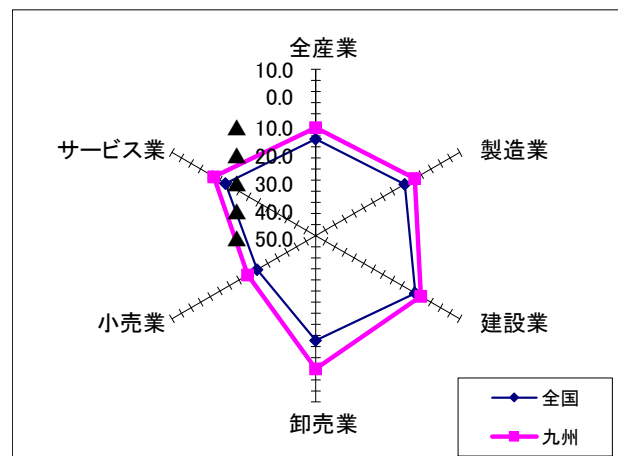 全産業
10.0
0.0
▲ 10.0
▲ 20.0
▲ 30.0
▲ 40.0
▲ 50.0
サービス業
製造業
小売業
建設業
卸売業
全国
九州